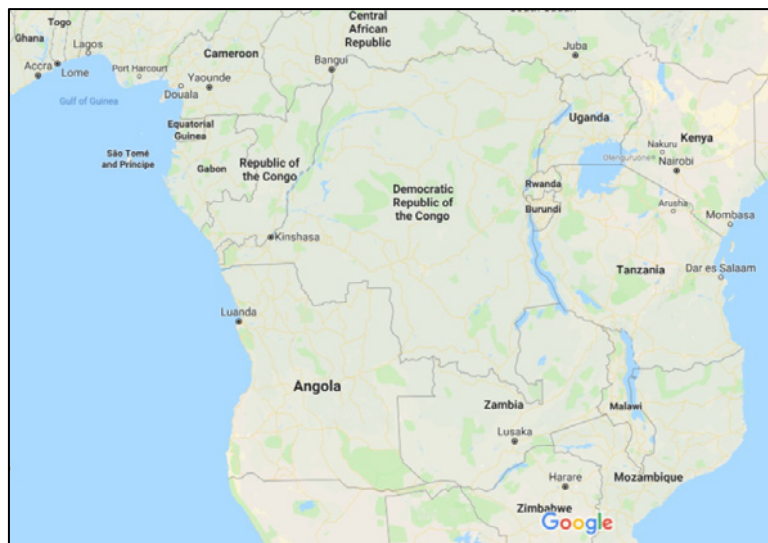 Togo
Ghana
Lagos
Accra
Lome
Port Harcourt
Gulf of Guinea
Cameroon
Yaounde
Douala
Central
African
Republic
Bangui
Juba
Equatorial
Guinea
São Tomé
and Príncipe
Gabon
Republic of
the Congo
Democratic
Republic of
the Congo
Uganda
Kenya
Nakuru
Olenguruone
Nairobi
Rwanda
Burundi
Arusha
Mombasa
Kinshasa
Tanzania
Dar es Salaam
Luanda
Angola
Zambia
Malawi
Lusaka
Harare
Mozambique
Zimbabwe
Google